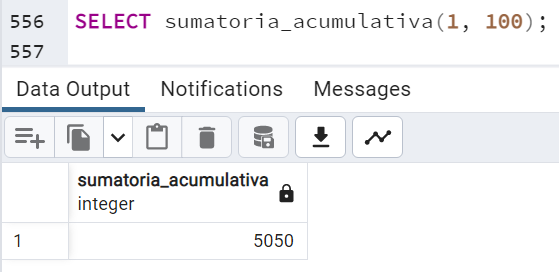 556 SELECT sumatoria_acumulativa(1, 100);
557
Data Output Notifications Messages
sumatoria_acumulativa
integer
1 5050